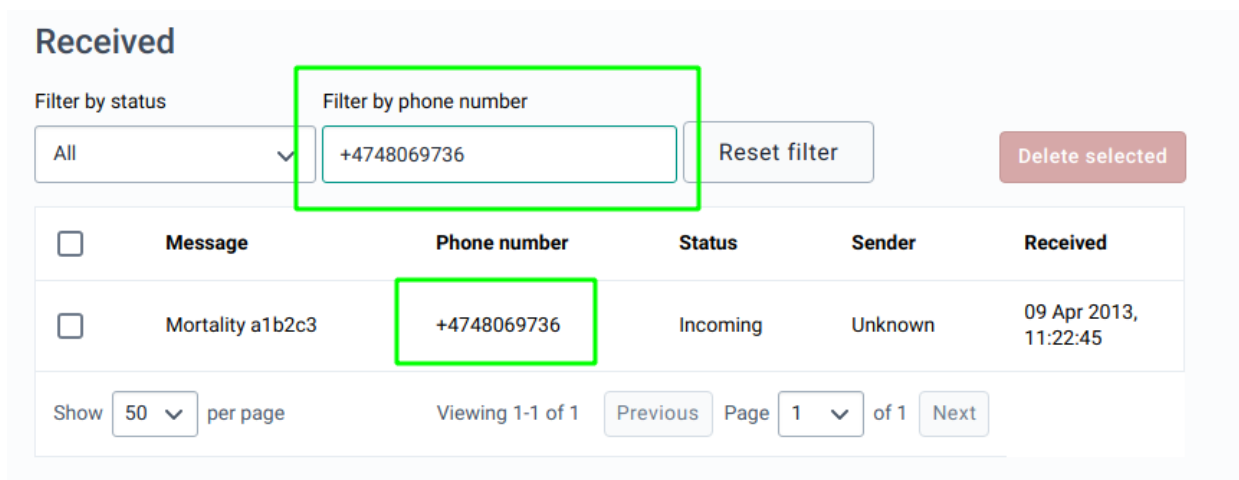 Received
Filter by status Filter by phone number
All +4748069736 Reset filter Delete selected
Message Phone number Status Sender Received
Mortality a1b2c3 +4748069736 Incoming Unknown 09 Apr 2013,
11:22:45
Show 50 per page Viewing 1-1 of 1 Previous Page 1 of 1 Next